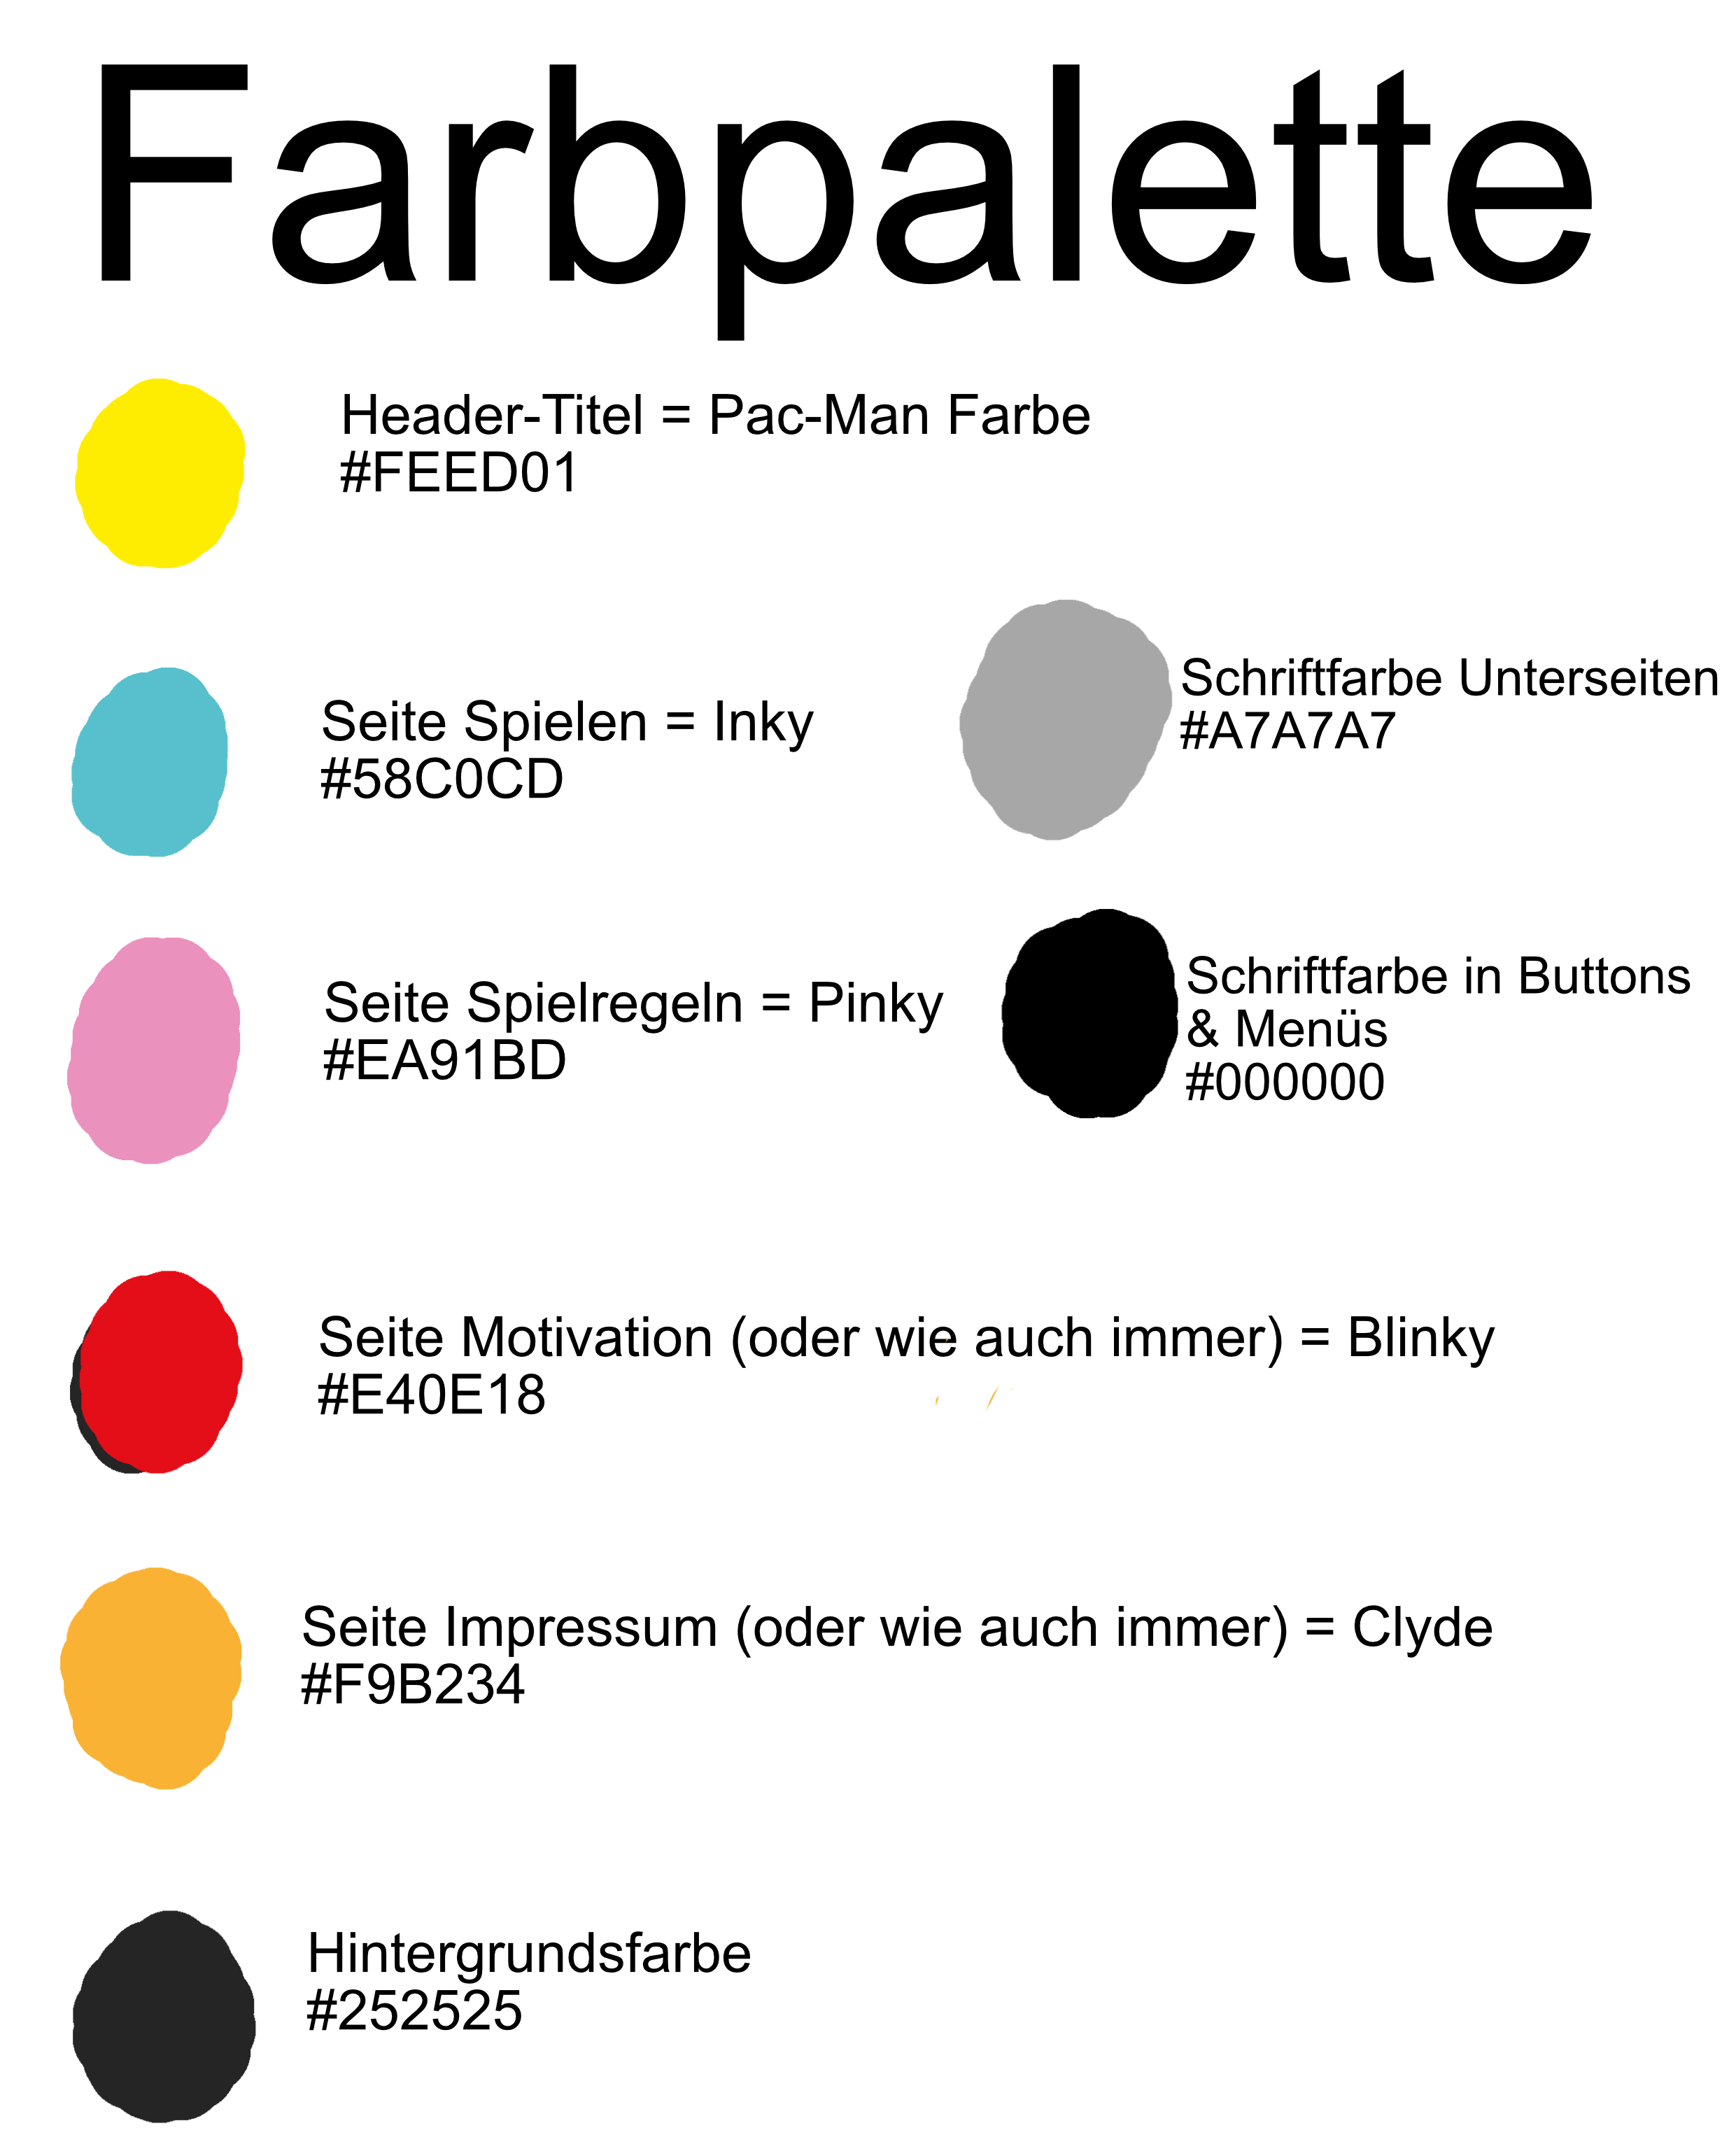 Farbpalette
Header-Titel = Pac-Man Farbe
#FEED01
Seite Spielen = Inky
#58C0CD
Schriftfarbe Unterseiten
#A7A7A7
Seite Spielregeln = Pinky
#EA91BD
Schriftfarbe in Buttons
& Menüs
#000000
Seite Motivation (oder wie auch immer) = Blinky
#E40E18
Seite Impressum (oder wie auch immer) = Clyde
#F9B234
Hintergrundsfarbe
#252525